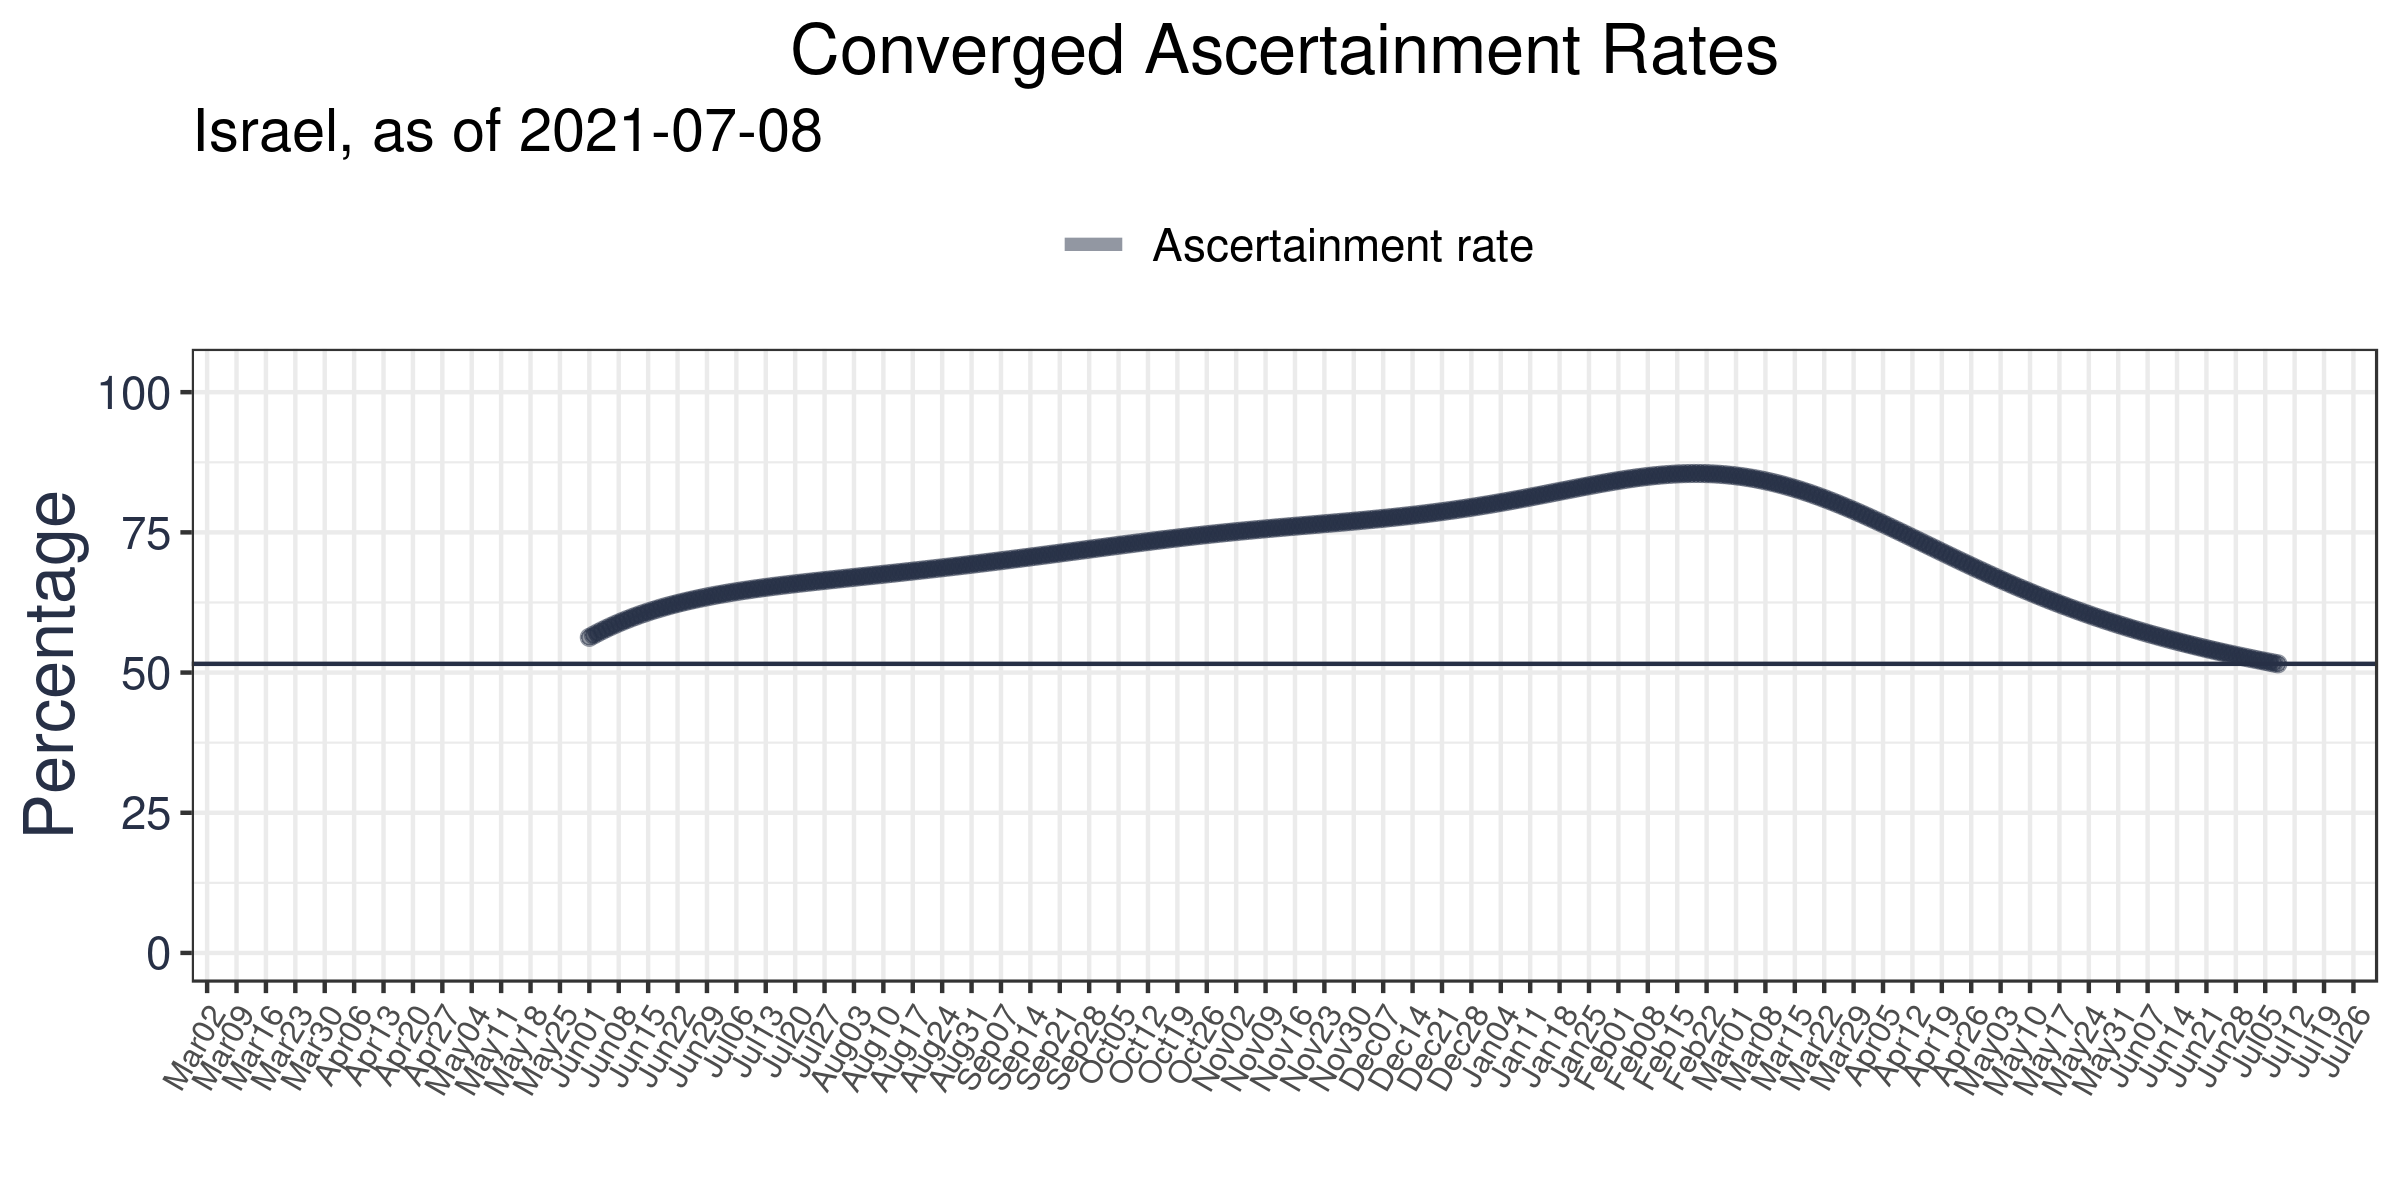 Converged Ascertainment Rates
Israel, as of 2021-07-08
Ascertainment rate
Percentage
100
75
50
25
0
Mar02 Mar09 Mar16 Mar23 Mar30 Apr06 Apr13 Apr20 Apr27 May04 May11 May18 May25 Jun01 Jun08 Jun15 Jun22 Jun29 Jul06 Jul13 Jul20 Jul27 Aug03 Aug10 Aug17 Aug24 Aug31 Sep07 Sep14 Sep21 Sep28 Oct05 Oct12 Oct19 Oct26 Nov02 Nov09 Nov16 Nov23 Nov30 Dec07 Dec14 Dec21 Dec28 Jan04 Jan11 Jan18 Jan25 Feb01 Feb08 Feb15 Feb22 Mar01 Mar08 Mar15 Mar22 Mar29 Apr05 Apr12 Apr19 Apr26 May03 May10 May17 May24 May31 Jun07 Jun14 Jun21 Jun28 Jul05 Jul12 Jul19 Jul26